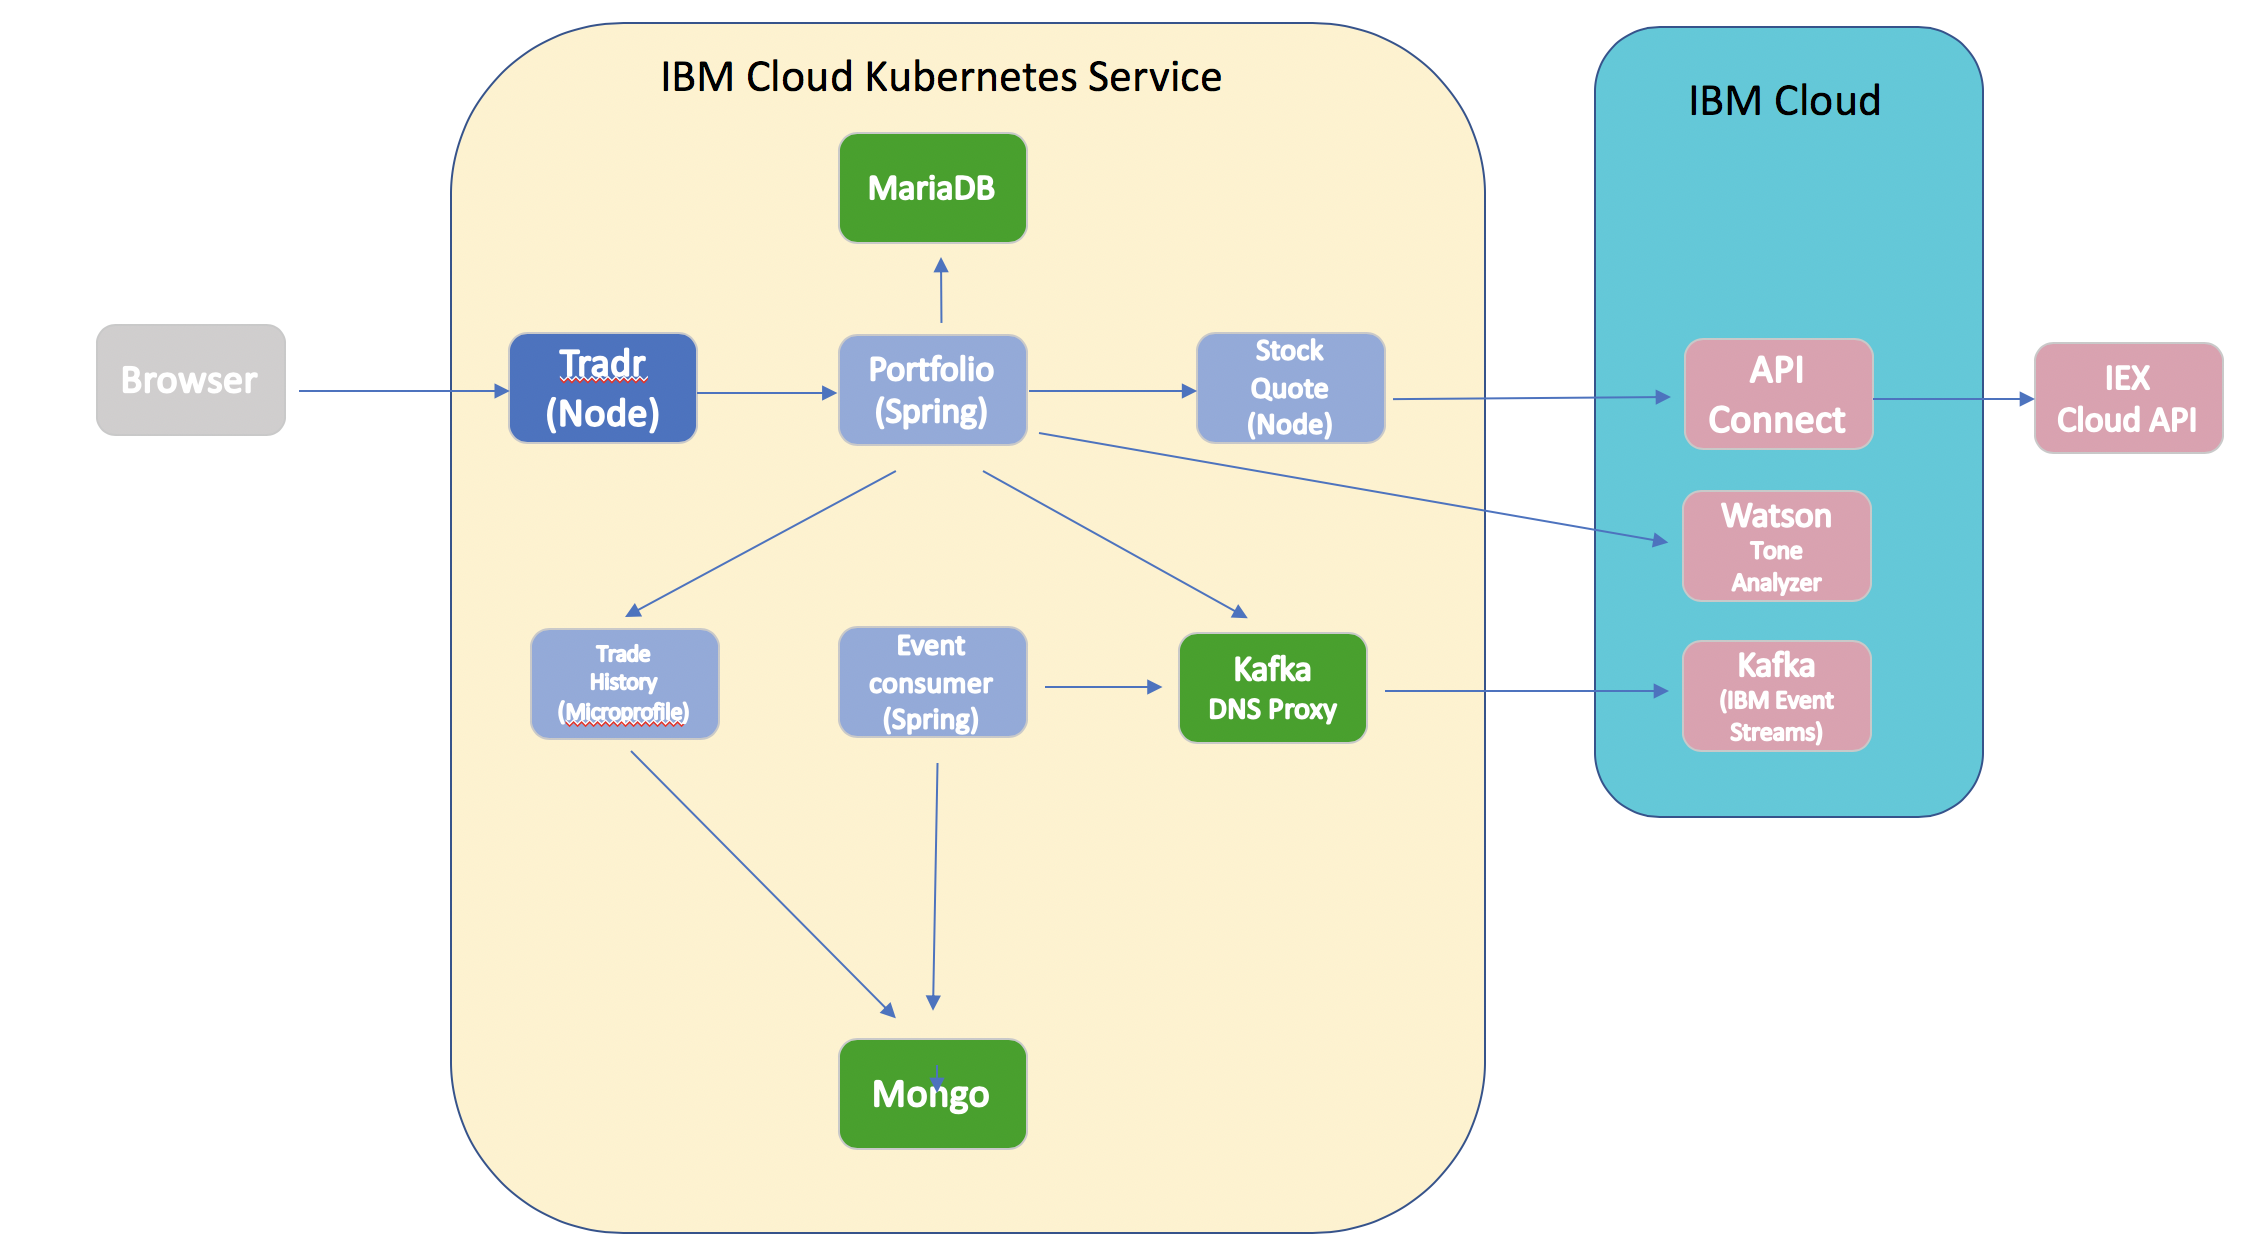 IBM Cloud Kubernetes Service
IBM Cloud
MariaDB
Browser
Tradr
(Node)
Portfolio
(Spring)
Stock
Quote
(Node)
API
Connect
IEX
Cloud API
Watson
Tone
Analyzer
Trade
History
(Microprofile)
Event
consumer
(Spring)
Kafka
DNS Proxy
Kafka
(IBM Event
Streams)
Mongo